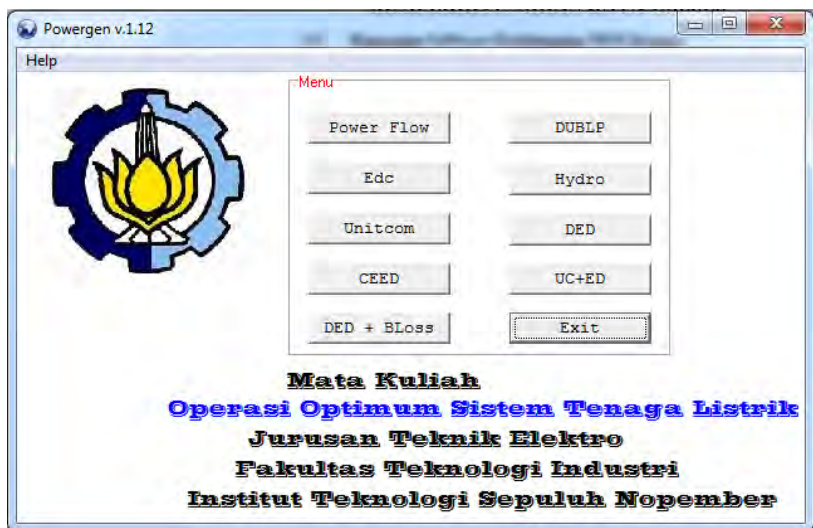 Powergen v.1.12
Help
Menu
Power Flow
DUBLP
Edc
Hydro
Unitcom
DED
CEED
UC+ED
DED + BLoss
Exit
Mata Kuliah
Operasi Optimum Sistem Tenaga Listrik
Jurusan Teknik Elektro
Fakultas Teknologi Industri
Institut Teknologi Sepuluh Nopember